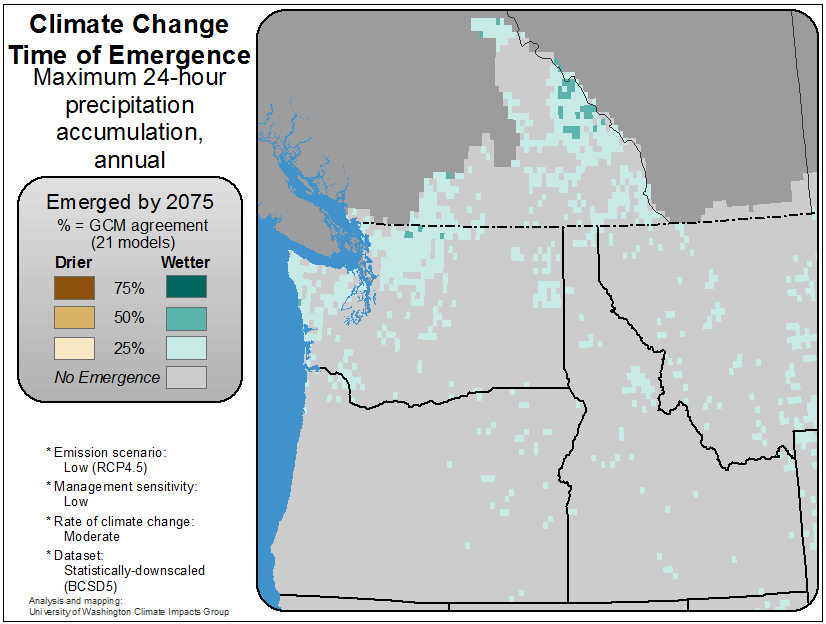 Climate Change
Time of Emergence
Maximum 24-hour
precipitation
accumulation,
annual
Emerged by 2075
% = GCM agreement
(21 models)
Drier Wetter
75%
50%
25%
No Emergence
* Emission scenario:
Low (RCP4.5)
* Management sensitivity:
Low
* Rate of climate change:
Moderate
* Dataset:
Statistically-downscaled
(BCSD5)
Analysis and mapping:
University of Washington Climate Impacts Group